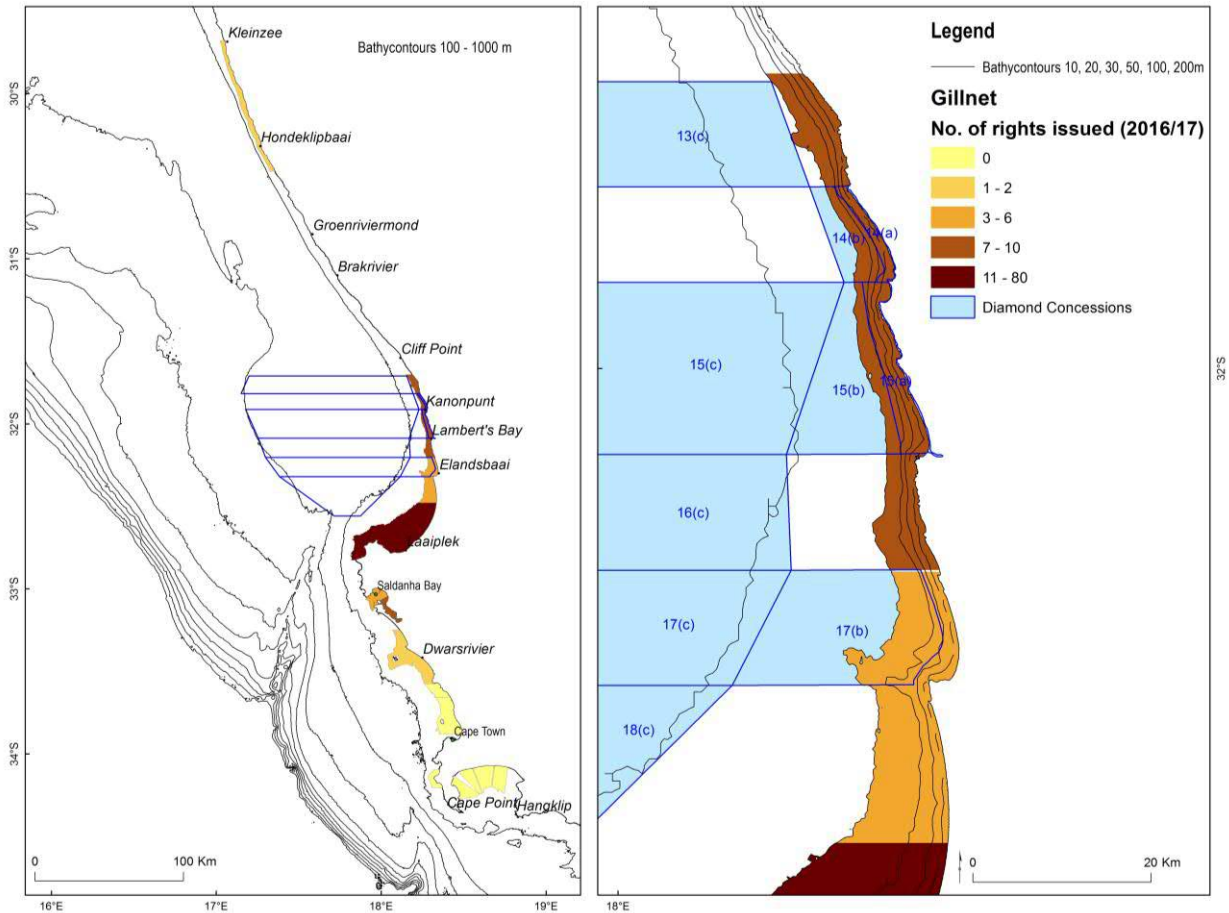 Kleinzee
Bathycontours 100 - 1000 m
30°S
Hondeklipbaai
Groenriviermond
31°S
Brakrivier
Cliff Point
Kanonpunt
32°S
Lambert's Bay
Elandsbaai
Laaiplek
33°S
Saldanha Bay
Dwarsrivier
Cape Town
34°S
Cape Point
Hangklip
0
100 Km
16°E
17°E
18°E
19°E
Legend
Bathycontours 10, 20, 30, 50, 100, 200m
Gillnet
No. of rights issued (2016/17)
0
1 - 2
3 - 6
7 - 10
11 - 80
Diamond Concessions
13(c)
14(b)
14(a)
15(c)
15(b)
15(a)
32°S
16(c)
17(c)
17(b)
18(c)
0
20 Km
18°E